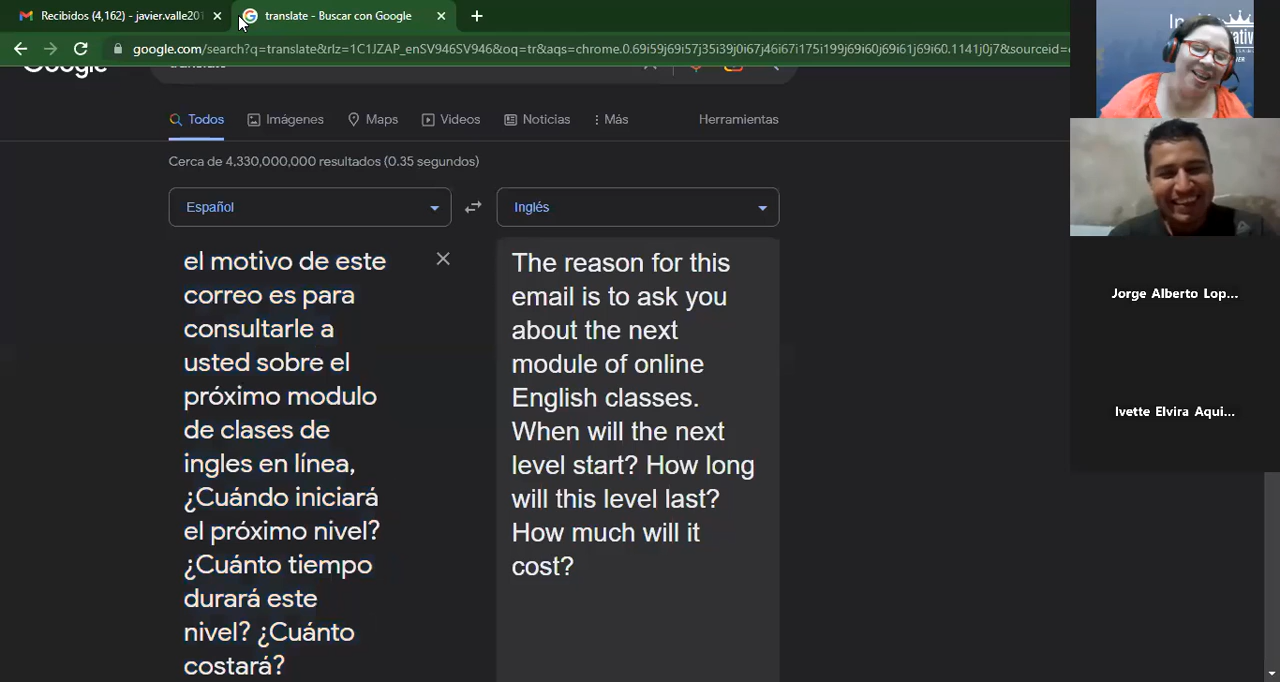 Recibidos (4,162) - javier.valle201
translate - Buscar con Google
google.com/search?q=translate&rlz=1C1JZAP_enSV946SV946&oq=tr&aqs=chrome.0.69i59j69i57j35i39j0i67j46i67i175i199j69i60j69i61j69i60.1141j0j7&sourceid=
Google
translate
Todos
Imágenes
Maps
Videos
Noticias
Más
Herramientas
Cerca de 4,330,000,000 resultados (0.35 segundos)
Español
Inglés
el motivo de este
correo es para
consultarle a
usted sobre el
próximo modulo
de clases de
ingles en línea,
¿Cuándo iniciará
el próximo nivel?
¿Cuánto tiempo
durará este
nivel? ¿Cuánto
costará?
The reason for this
email is to ask you
about the next
module of online
English classes.
When will the next
level start? How long
will this level last?
How much will it
cost?
Jorge Alberto Lop...
Ivette Elvira Aqui...